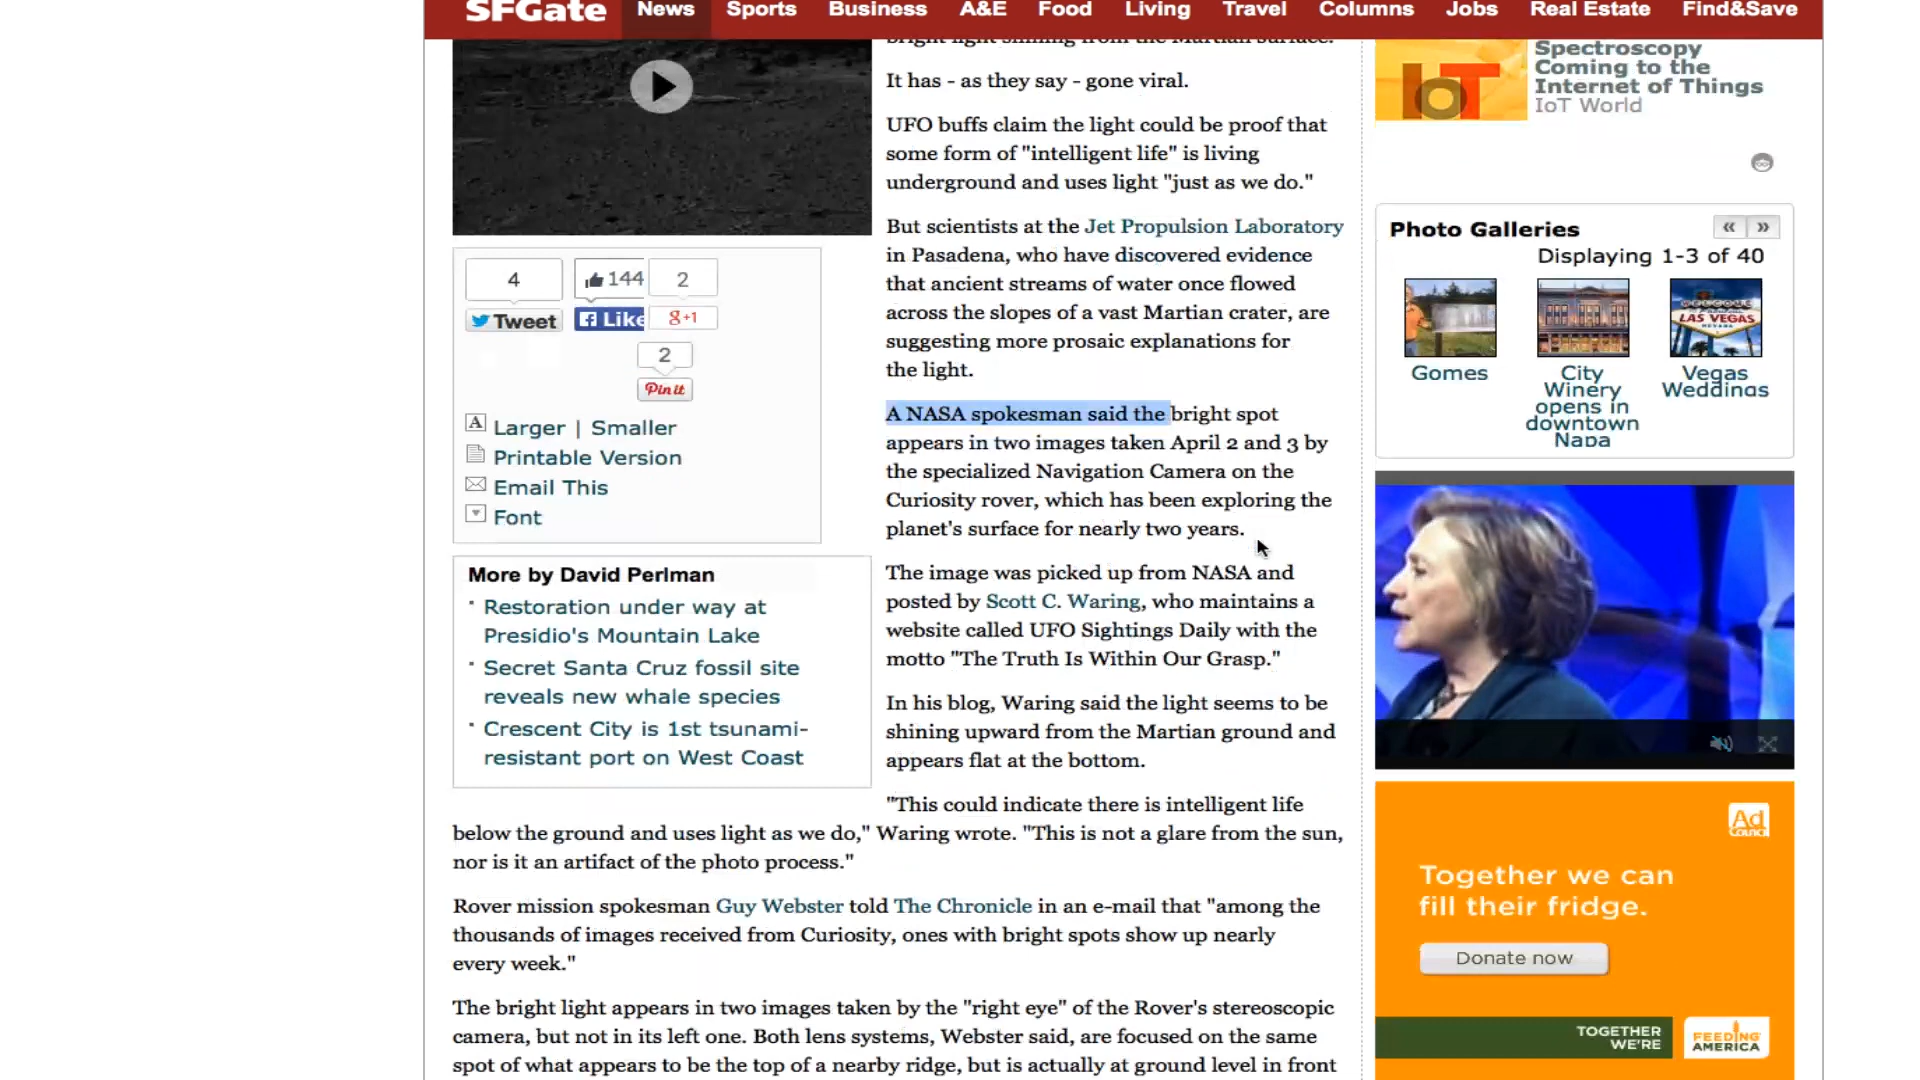 SFGate
News
Sports
Business
A&E
Food
Living
Travel
Columns
Jobs
Real Estate
Find&Save
bright light shining from the Martian surface.
It has - as they say - gone viral.
UFO buffs claim the light could be proof that
some form of "intelligent life" is living
underground and uses light "just as we do."
But scientists at the Jet Propulsion Laboratory
in Pasadena, who have discovered evidence
that ancient streams of water once flowed
across the slopes of a vast Martian crater, are
suggesting more prosaic explanations for
the light.
A NASA spokesman said the bright spot
appears in two images taken April 2 and 3 by
the specialized Navigation Camera on the
Curiosity rover, which has been exploring the
planet's surface for nearly two years.
The image was picked up from NASA and
posted by Scott C. Waring, who maintains a
website called UFO Sightings Daily with the
motto "The Truth Is Within Our Grasp."
In his blog, Waring said the light seems to be
shining upward from the Martian ground and
appears flat at the bottom.
"This could indicate there is intelligent life
below the ground and uses light as we do," Waring wrote. "This is not a glare from the sun,
nor is it an artifact of the photo process."
Rover mission spokesman Guy Webster told The Chronicle in an e-mail that "among the
thousands of images received from Curiosity, ones with bright spots show up nearly
every week."
The bright light appears in two images taken by the "right eye" of the Rover's stereoscopic
camera, but not in its left one. Both lens systems, Webster said, are focused on the same
spot of what appears to be the top of a nearby ridge, but is actually at ground level in front
4
Tweet
144
Like
2
g+1
2
Pin it
A Larger | Smaller
Printable Version
Email This
Font
More by David Perlman
Restoration under way at
Presidio's Mountain Lake
Secret Santa Cruz fossil site
reveals new whale species
Crescent City is 1st tsunami-
resistant port on West Coast
IoT
Spectroscopy
Coming to the
Internet of Things
IoT World
Photo Galleries
« »
Displaying 1-3 of 40
WELCOME
LAS VEGAS
NEVADA
Gomes
City
Winery
opens in
downtown
Napa
Vegas
Weddings
Ad
Council
Together we can
fill their fridge.
Donate now
TOGETHER
WE'RE
FEEDING
AMERICA